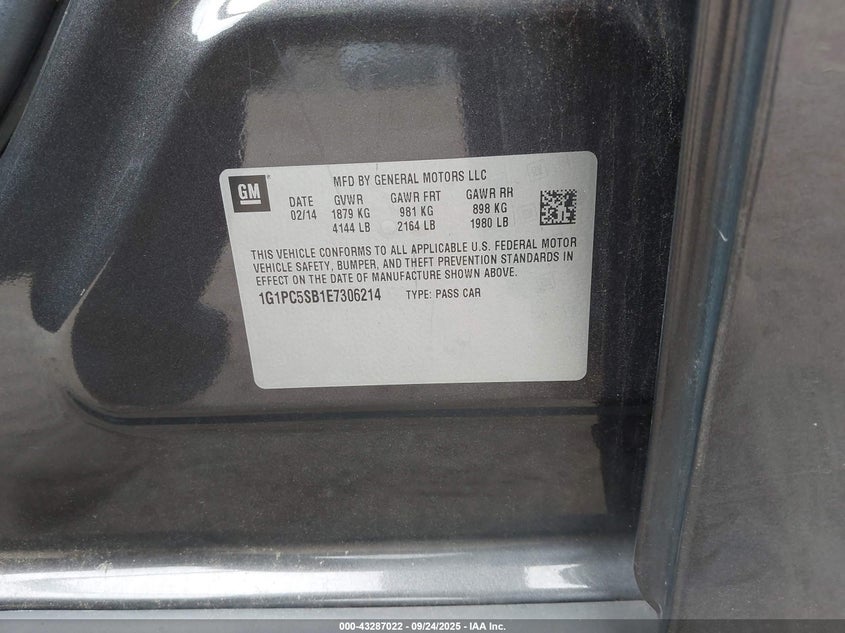 GM
MFD BY GENERAL MOTORS LLC
DATE GVWR GAWR FRT GAWR RH
02/14 1879 KG 981 KG 898 KG
4144 LB 2164 LB 1980 LB
THIS VEHICLE CONFORMS TO ALL APPLICABLE U.S. FEDERAL MOTOR
VEHICLE SAFETY, BUMPER, AND THEFT PREVENTION STANDARDS IN
EFFECT ON THE DATE OF MANUFACTURE SHOWN ABOVE.
1G1PC5SB1E7306214 TYPE: PASS CAR
000-43287022 - 09/24/2025 - IAA Inc.